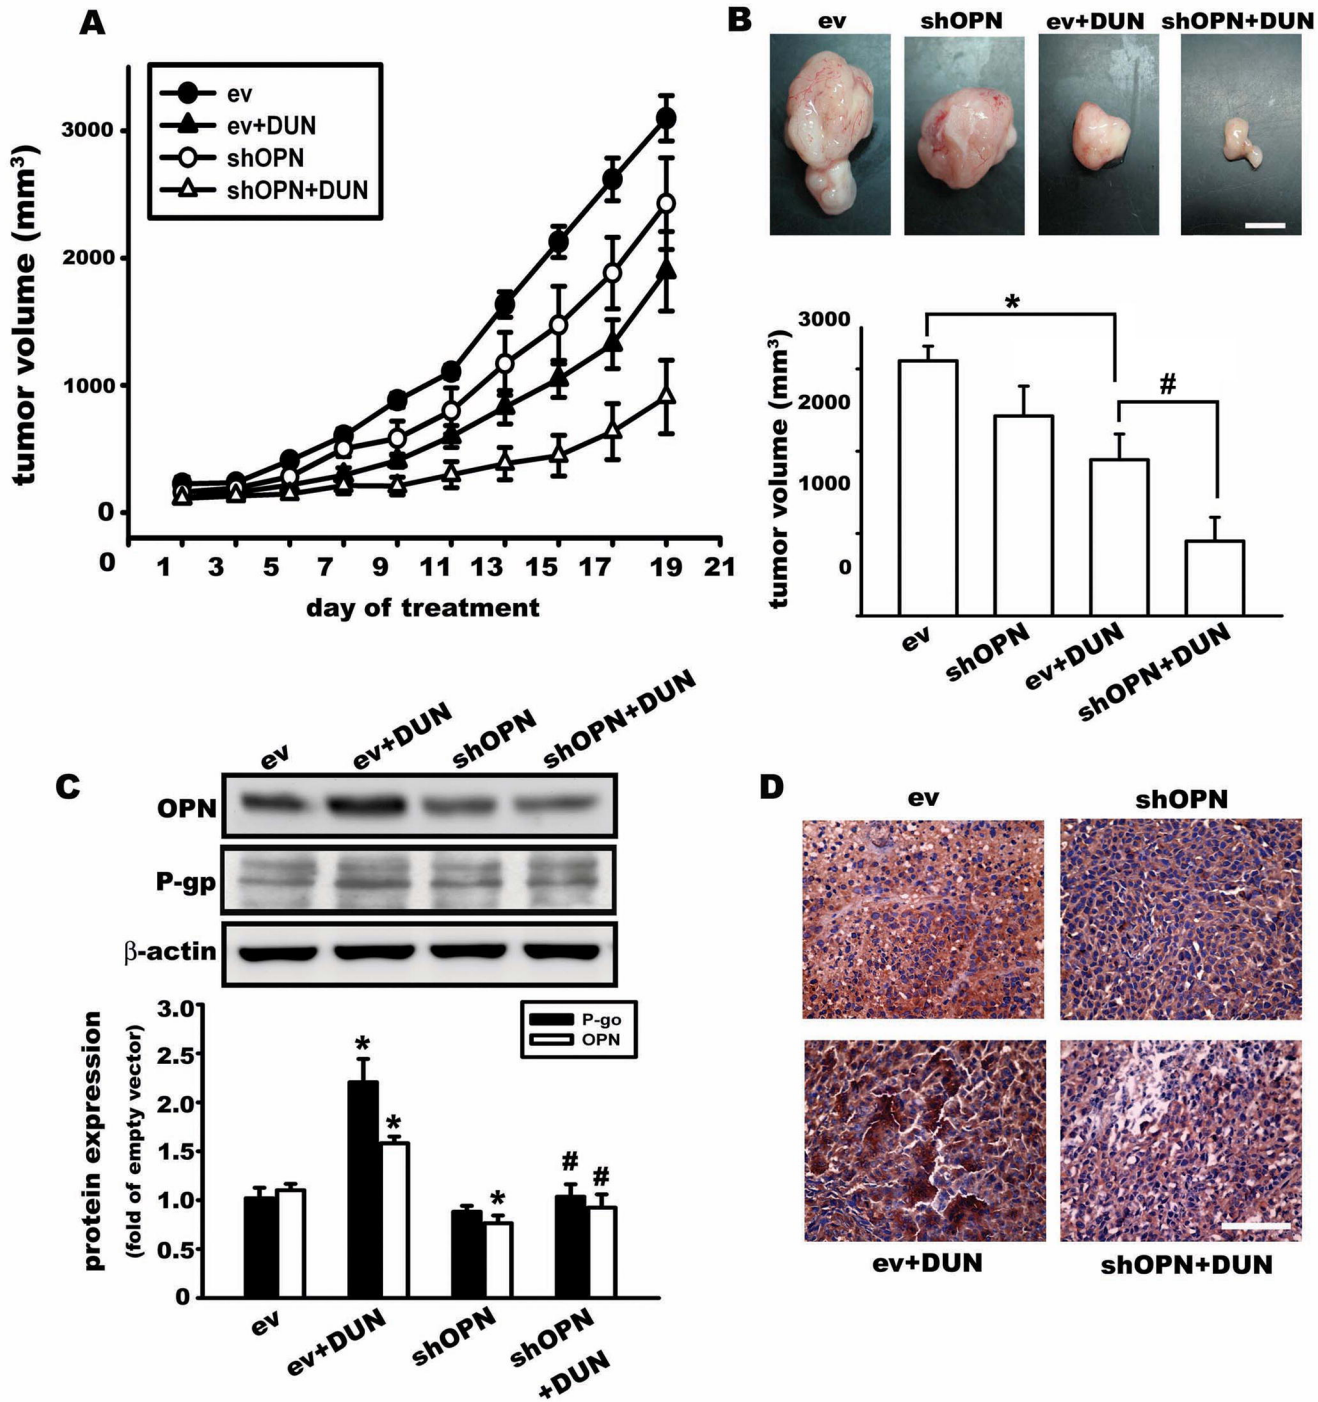 A
ev
ev+DUN
shOPN
shOPN+DUN
tumor volume (mm³)
3000
2000
1000
0
0 1 3 5 7 9 11 13 15 17 19 21
day of treatment
B
ev shOPN ev+DUN shOPN+DUN
tumor volume (mm³)
3000
2000
1000
0
*
#
ev shOPN ev+DUN shOPN+DUN
C
ev ev+DUN shOPN shOPN+DUN
OPN
P-gp
β-actin
protein expression
(fold of empty vector)
3.0
2.5
2.0
1.5
1.0
0.5
0
P-go
OPN
* * * # #
ev ev+DUN shOPN shOPN
+DUN
D
ev shOPN
ev+DUN shOPN+DUN